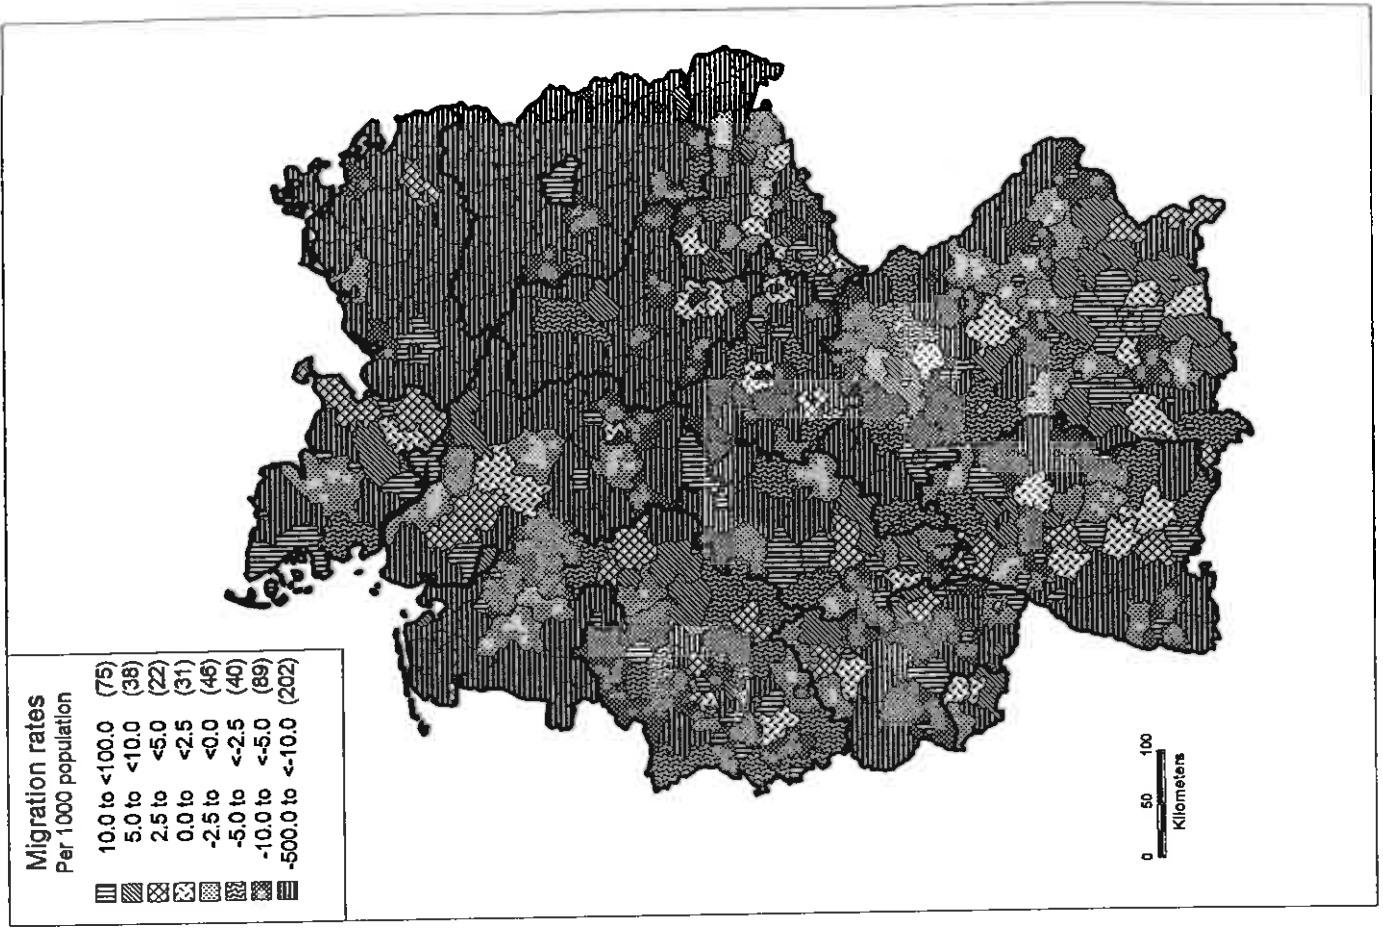 Migration rates
Per 1000 population
10.0 to <100.0 (75)
5.0 to <10.0 (38)
2.5 to <5.0 (22)
0.0 to <2.5 (31)
-2.5 to <0.0 (46)
-5.0 to <-2.5 (40)
-10.0 to <-5.0 (89)
-500.0 to <-10.0 (202)
0 50 100
Kilometers